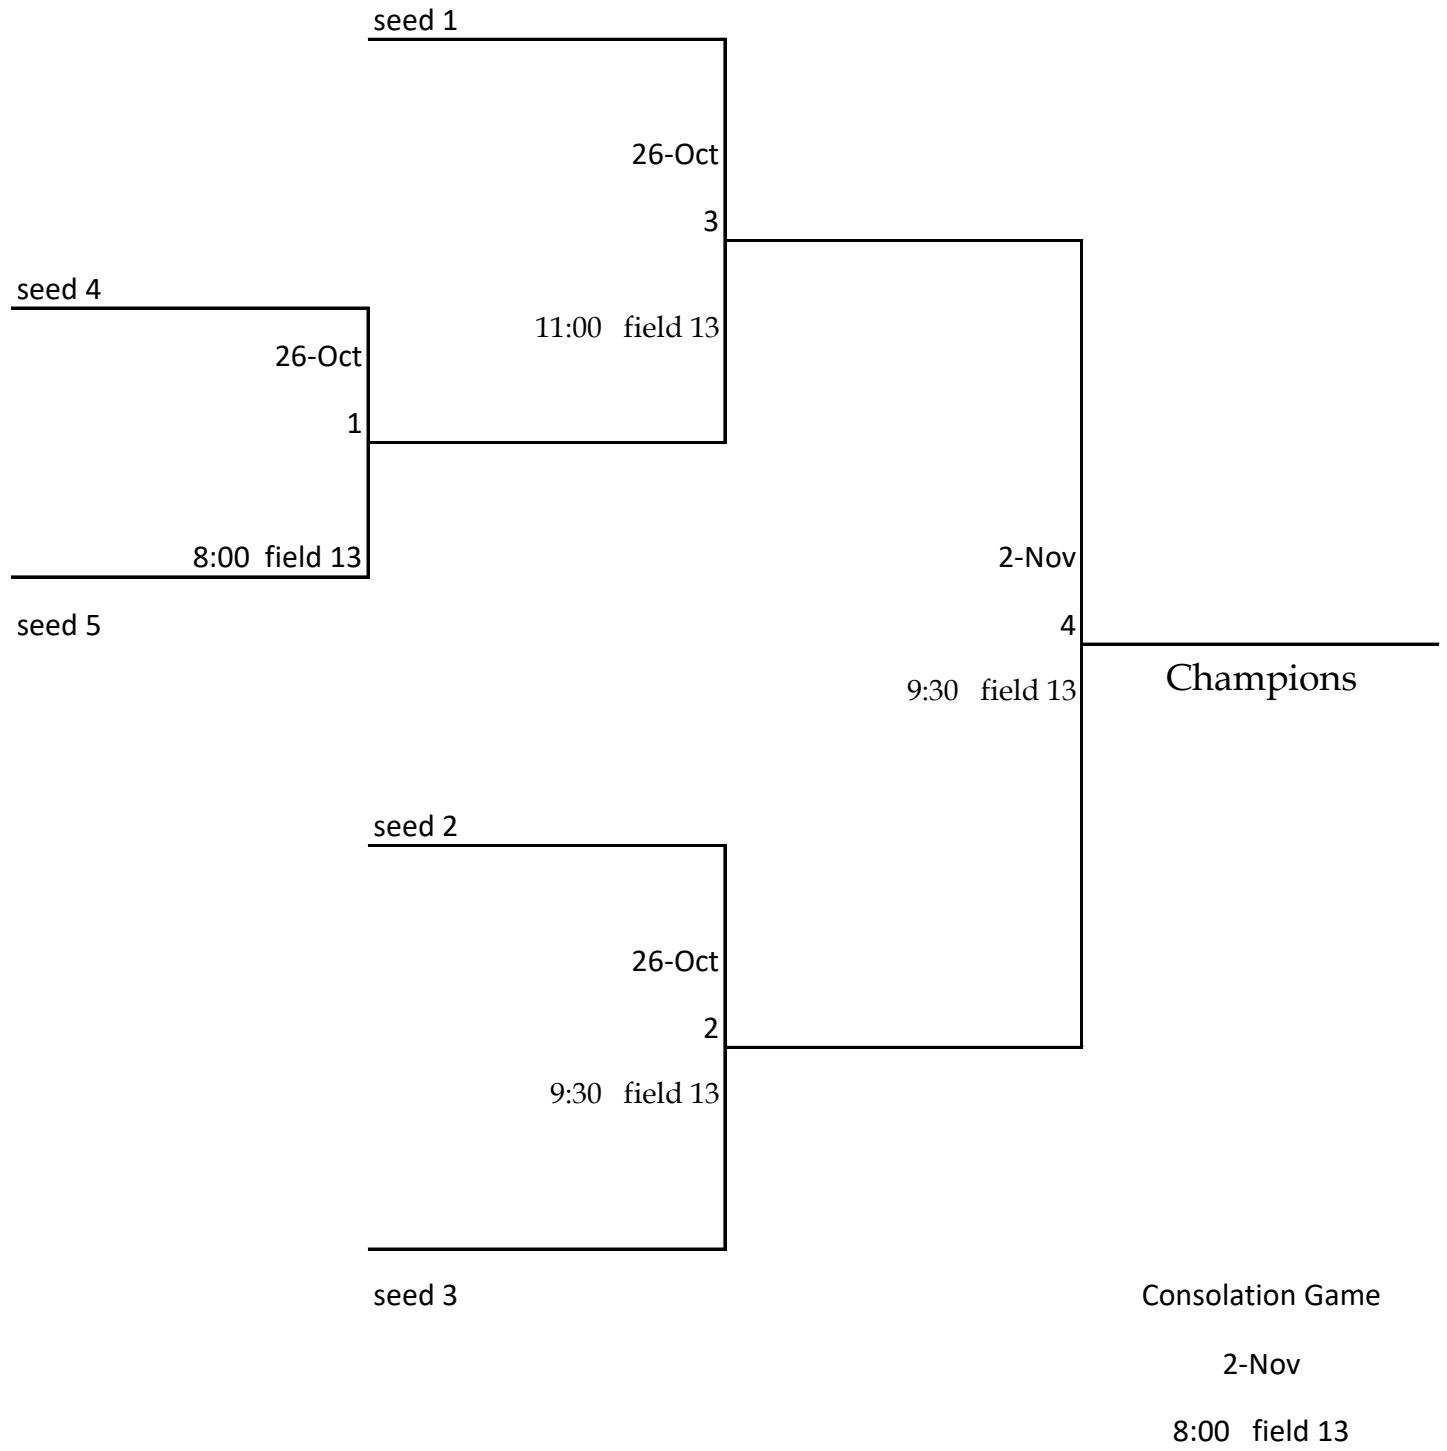 seed 1
26-Oct
3
seed 4
11:00 field 13
26-Oct
1
8:00 field 13
2-Nov
seed 5
4
Champions
9:30 field 13
seed 2
26-Oct
2
9:30 field 13
seed 3
Consolation Game
2-Nov
8:00 field 13